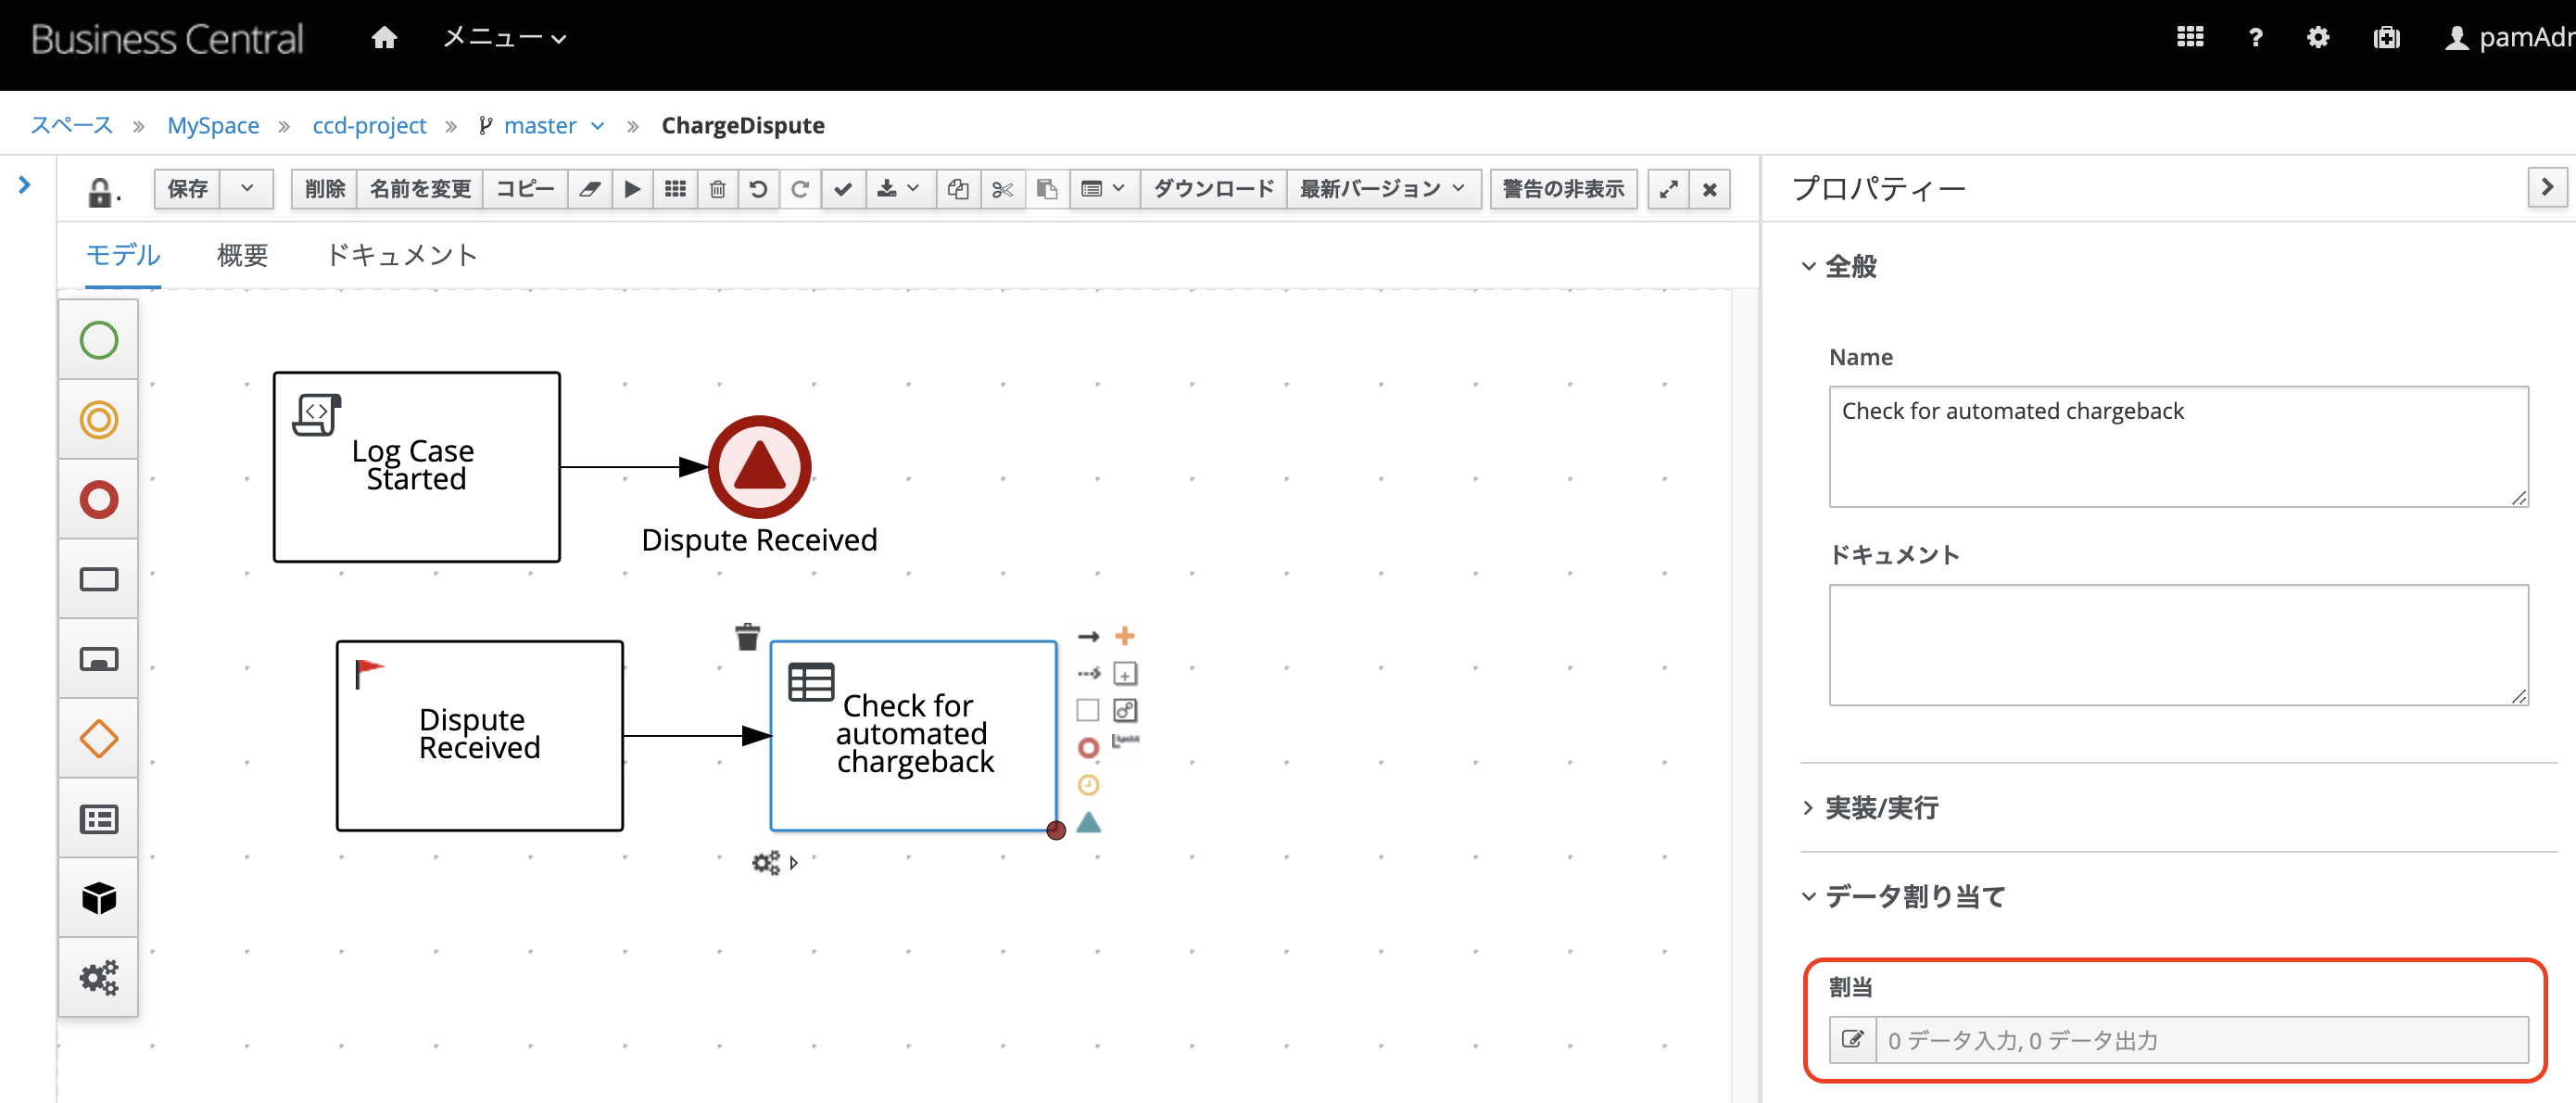 Business Central
メニュー
pamAdm
スペース » MySpace » ccd-project » master » ChargeDispute
保存
削除 名前を変更 コピー
ダウンロード 最新バージョン
警告の非表示
プロパティー
モデル 概要 ドキュメント
全般
Name
Check for automated chargeback
ドキュメント
実装/実行
データ割り当て
割当
0 データ入力, 0 データ出力
Log Case
Started
Dispute Received
Dispute
Received
Check for
automated
chargeback